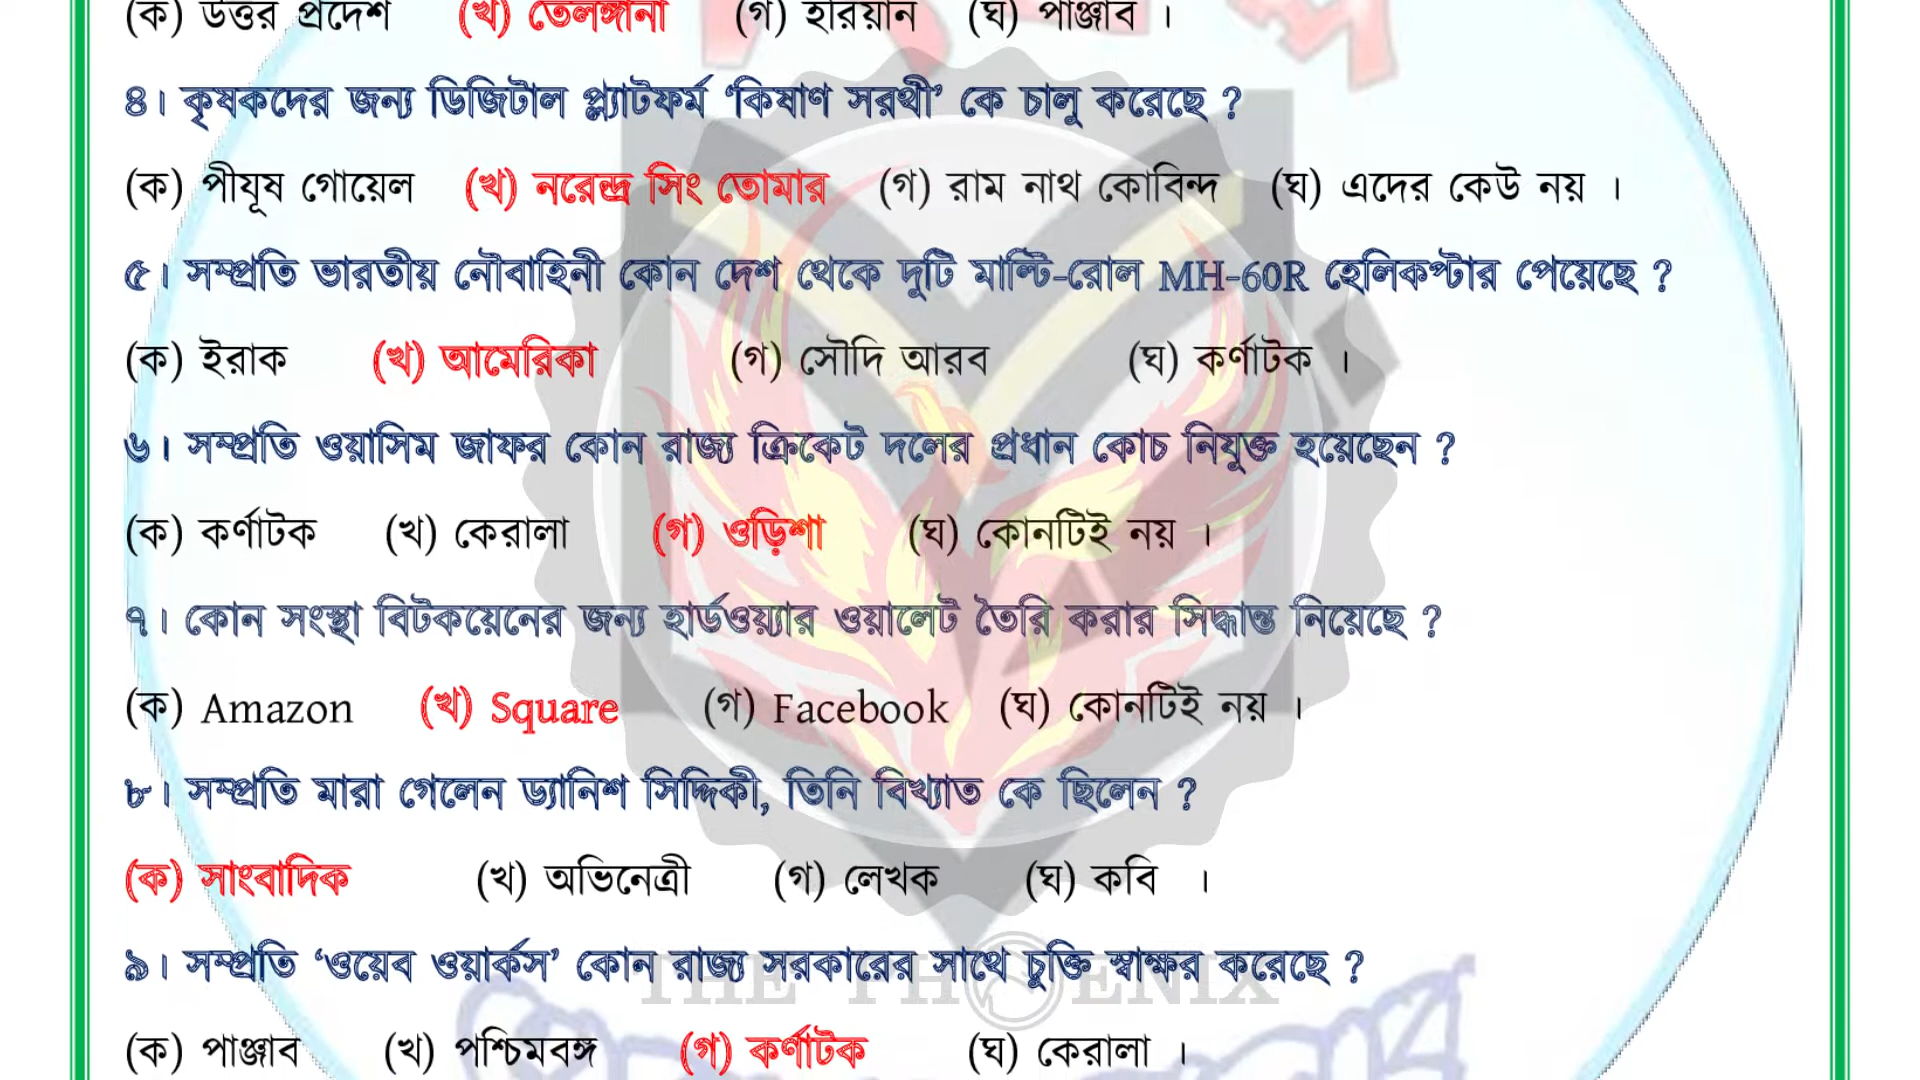 (ক) উত্তর প্রদেশ (খ) তেলঙ্গানা (গ) হরিয়ান (ঘ) পাঞ্জাব ।
৪। কৃষকদের জন্য ডিজিটাল প্ল্যাটফর্ম ‘কিষাণ সরথী’ কে চালু করেছে ?
(ক) পীযূষ গোয়েল (খ) নরেন্দ্র সিং তোমার (গ) রাম নাথ কোবিন্দ (ঘ) এদের কেউ নয় ।
৫। সম্প্রতি ভারতীয় নৌবাহিনী কোন দেশ থেকে দুটি মাল্টি-রোল MH-60R হেলিকপ্টার পেয়েছে ?
(ক) ইরাক (খ) আমেরিকা (গ) সৌদি আরব (ঘ) কর্ণাটক ।
৬। সম্প্রতি ওয়াসিম জাফর কোন রাজ্য ক্রিকেট দলের প্রধান কোচ নিযুক্ত হয়েছেন ?
(ক) কর্ণাটক (খ) কেরালা (গ) ওড়িশা (ঘ) কোনটিই নয় ।
৭। কোন সংস্থা বিটকয়েনের জন্য হার্ডওয়্যার ওয়ালেট তৈরি করার সিদ্ধান্ত নিয়েছে ?
(ক) Amazon (খ) Square (গ) Facebook (ঘ) কোনটিই নয় ।
৮। সম্প্রতি মারা গেলেন ড্যানিশ সিদ্দিকী, তিনি বিখ্যাত কে ছিলেন ?
(ক) সাংবাদিক (খ) অভিনেত্রী (গ) লেখক (ঘ) কবি ।
৯। সম্প্রতি ‘ওয়েব ওয়ার্কস’ কোন রাজ্য সরকারের সাথে চুক্তি স্বাক্ষর করেছে ?
THE PHOENIX
(ক) পাঞ্জাব (খ) পশ্চিমবঙ্গ (গ) কর্ণাটক (ঘ) কেরালা ।